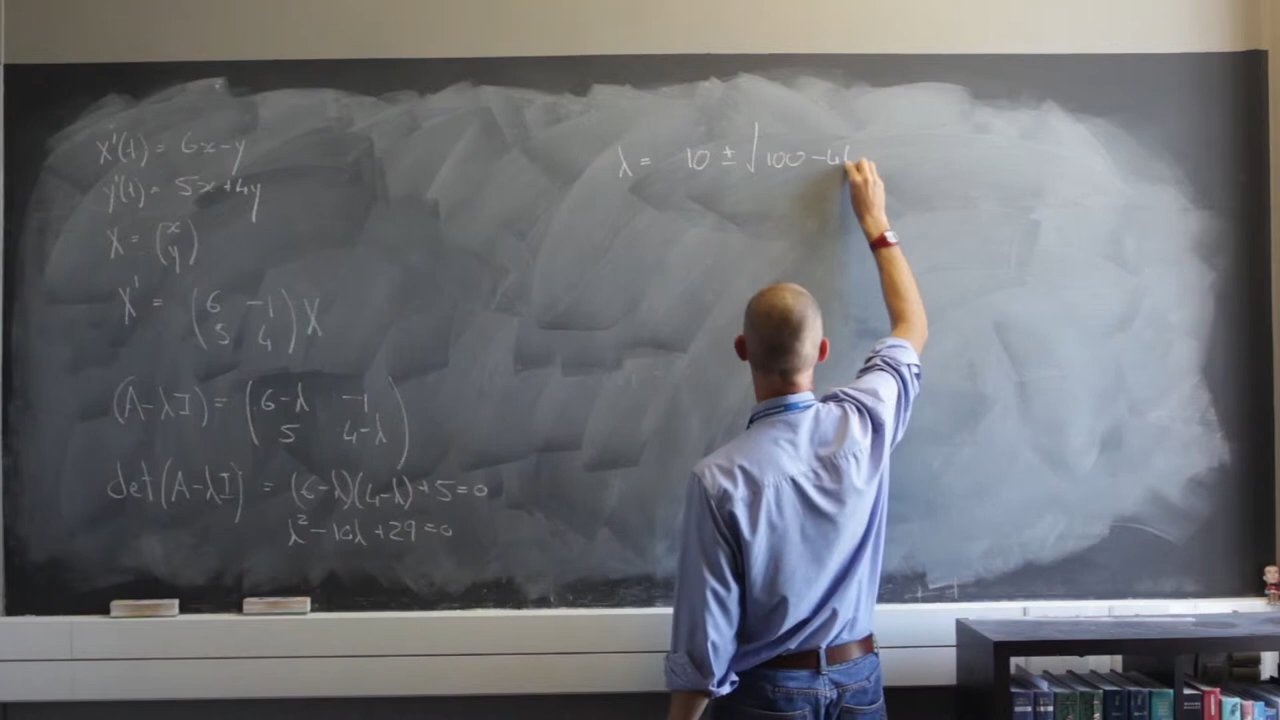 x'(t) = 6x-y
y'(t) = 5x+4y
X = (x
y)
X' = (6 -1
5 4) X
(A-λI) = (6-λ -1
5 4-λ)
det(A-λI) = (6-λ)(4-λ)+5=0
λ²-10λ+29=0
λ = 10 ± √100-4(